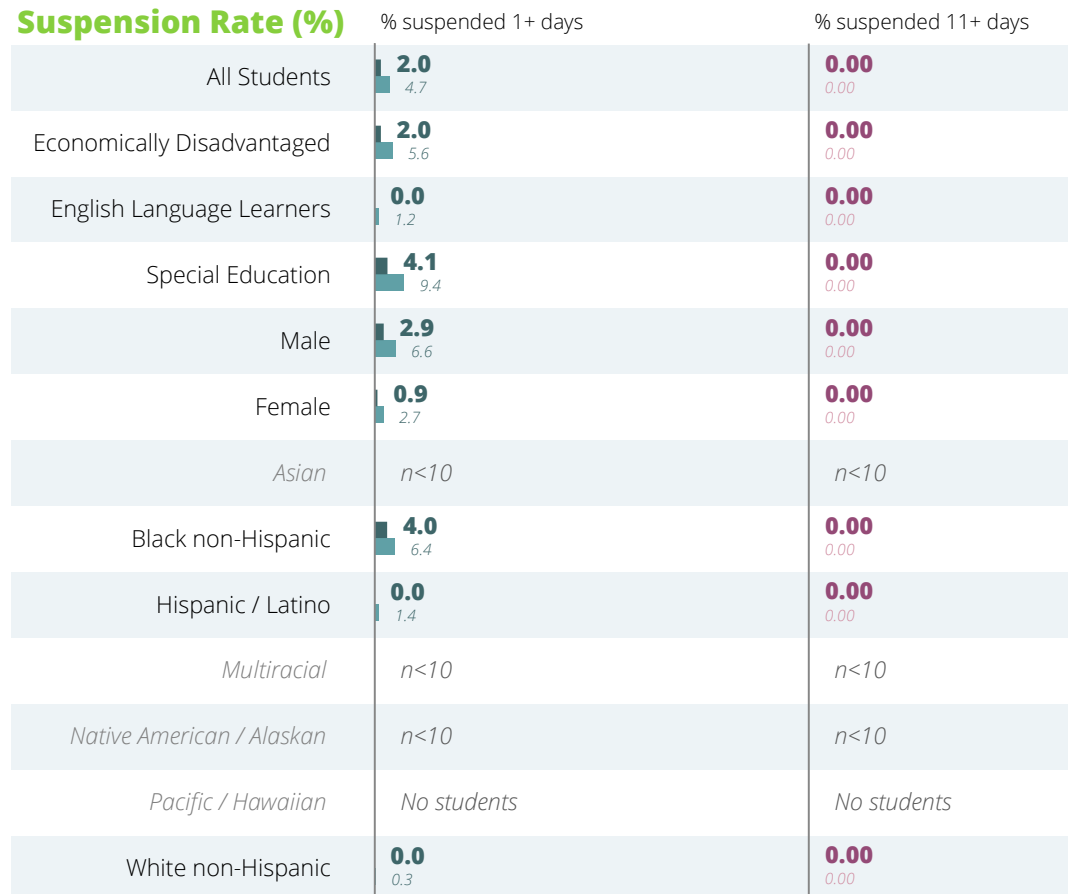 Suspension Rate (%) % suspended 1+ days % suspended 11+ days
All Students 2.0 0.00
4.7 0.00
Economically Disadvantaged 2.0 0.00
5.6 0.00
English Language Learners 0.0 0.00
1.2 0.00
Special Education 4.1 0.00
9.4 0.00
Male 2.9 0.00
6.6 0.00
Female 0.9 0.00
2.7 0.00
Asian n<10 n<10
Black non-Hispanic 4.0 0.00
6.4 0.00
Hispanic / Latino 0.0 0.00
1.4 0.00
Multiracial n<10 n<10
Native American / Alaskan n<10 n<10
Pacific / Hawaiian No students No students
White non-Hispanic 0.0 0.00
0.3 0.00